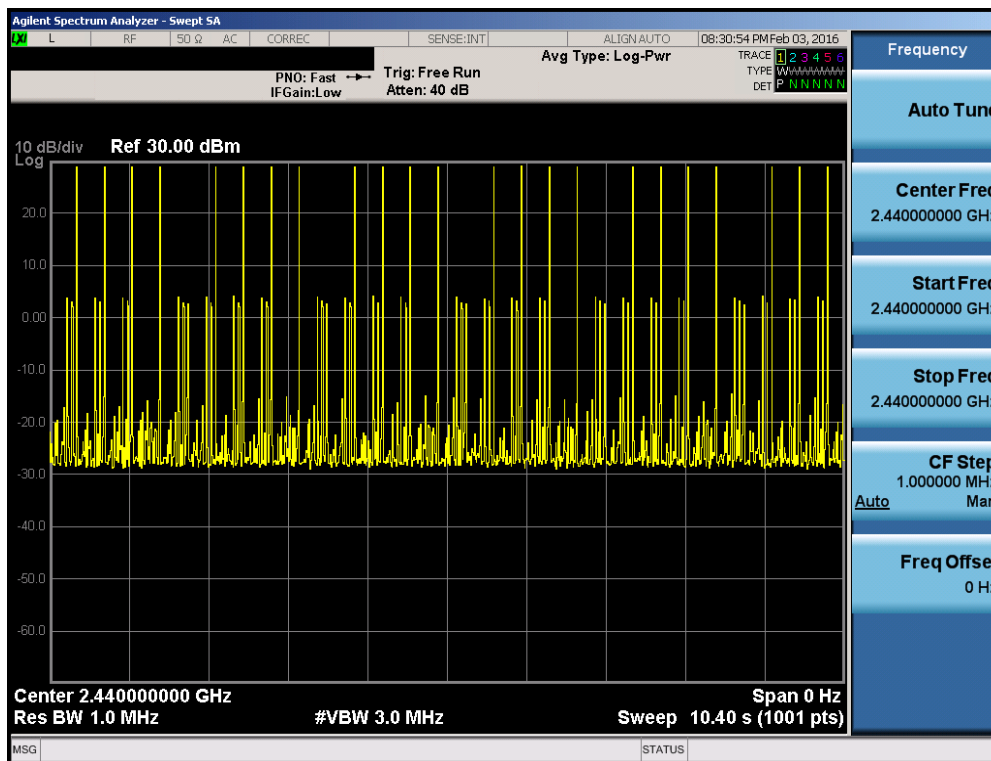 Agilent Spectrum Analyzer - Swept SA
LXI L RF 50 Ω AC CORREC SENSE:INT ALIGN AUTO 08:30:54 PM Feb 03, 2016
Avg Type: Log-Pwr
TRACE 1 2 3 4 5 6
PNO: Fast Trig: Free Run
TYPE W
IFGain:Low Atten: 40 dB
DET P N N N N N
10 dB/div Ref 30.00 dBm
Log
20.0
10.0
0.00
-10.0
-20.0
-30.0
-40.0
-50.0
-60.0
Center 2.440000000 GHz Span 0 Hz
Res BW 1.0 MHz #VBW 3.0 MHz Sweep 10.40 s (1001 pts)
MSG STATUS
Frequency
Auto Tun
Center Fre
2.440000000 GH
Start Fre
2.440000000 GH
Stop Fre
2.440000000 GH
CF Step
1.000000 MH
Auto Ma
Freq Offse
0 H